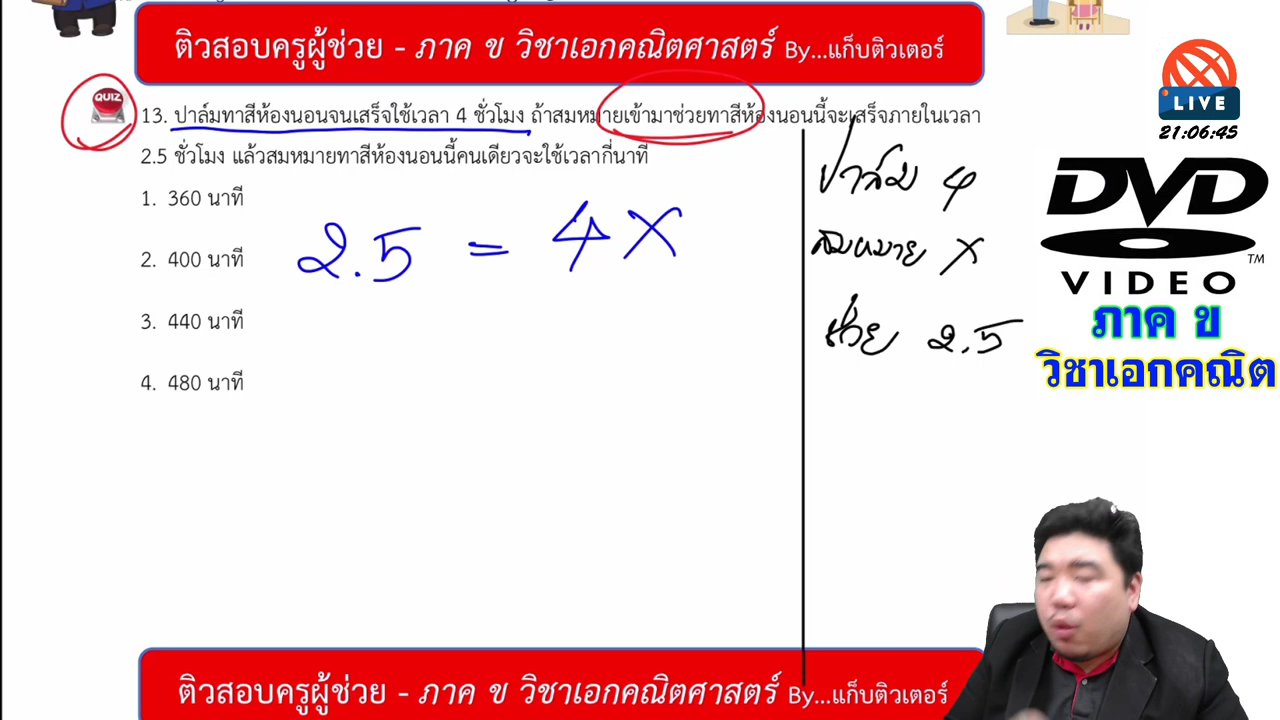 ติวสอบครูผู้ช่วย - ภาค ข วิชาเอกคณิตศาสตร์ By...แก็บติวเตอร์
QUIZ
13. ปาล์มทาสีห้องนอนจนเสร็จใช้เวลา 4 ชั่วโมง ถ้าสมหมายเข้ามาช่วยทาสีห้องนอนนี้จะเสร็จภายในเวลา
2.5 ชั่วโมง แล้วสมหมายทาสีห้องนอนนี้คนเดียวจะใช้เวลากี่นาที
1. 360 นาที
2. 400 นาที
3. 440 นาที
4. 480 นาที
2.5 = 4X
ปาล์ม 4
สมหมาย X
ช่วย 2.5
LIVE
21:06:45
DVD
VIDEO TM
ภาค ข
วิชาเอกคณิต
ติวสอบครูผู้ช่วย - ภาค ข วิชาเอกคณิตศาสตร์ By...แก็บติวเตอร์